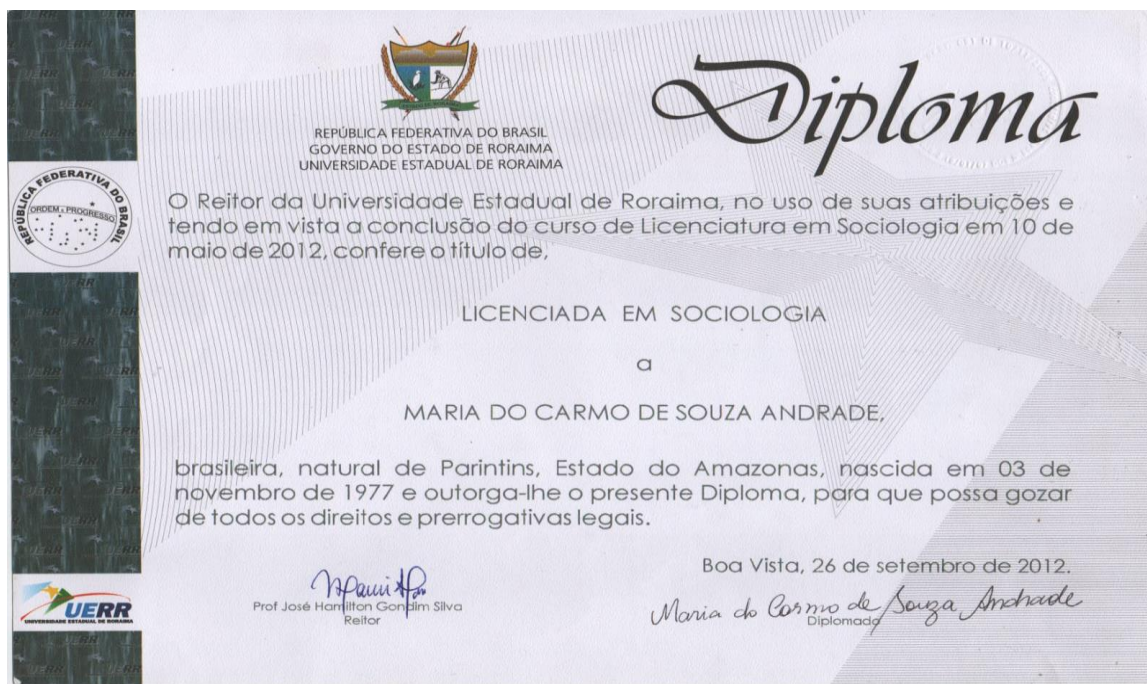 Diploma
REPÚBLICA FEDERATIVA DO BRASIL
GOVERNO DO ESTADO DE RORAIMA
UNIVERSIDADE ESTADUAL DE RORAIMA
REPÚBLICA FEDERATIVA DO BRASIL
ORDEM E PROGRESSO
O Reitor da Universidade Estadual de Roraima, no uso de suas atribuições e
tendo em vista a conclusão do curso de Licenciatura em Sociologia em 10 de
maio de 2012, confere o título de,
LICENCIADA EM SOCIOLOGIA
a
MARIA DO CARMO DE SOUZA ANDRADE,
brasileira, natural de Parintins, Estado do Amazonas, nascida em 03 de
novembro de 1977 e outorga-lhe o presente Diploma, para que possa gozar
de todos os direitos e prerrogativas legais.
Boa Vista, 26 de setembro de 2012.
Prof José Hamilton Gondim Silva
Reitor
Maria do Carmo de Souza Andrade
Diplomado
UERR
UNIVERSIDADE ESTADUAL DE RORAIMA